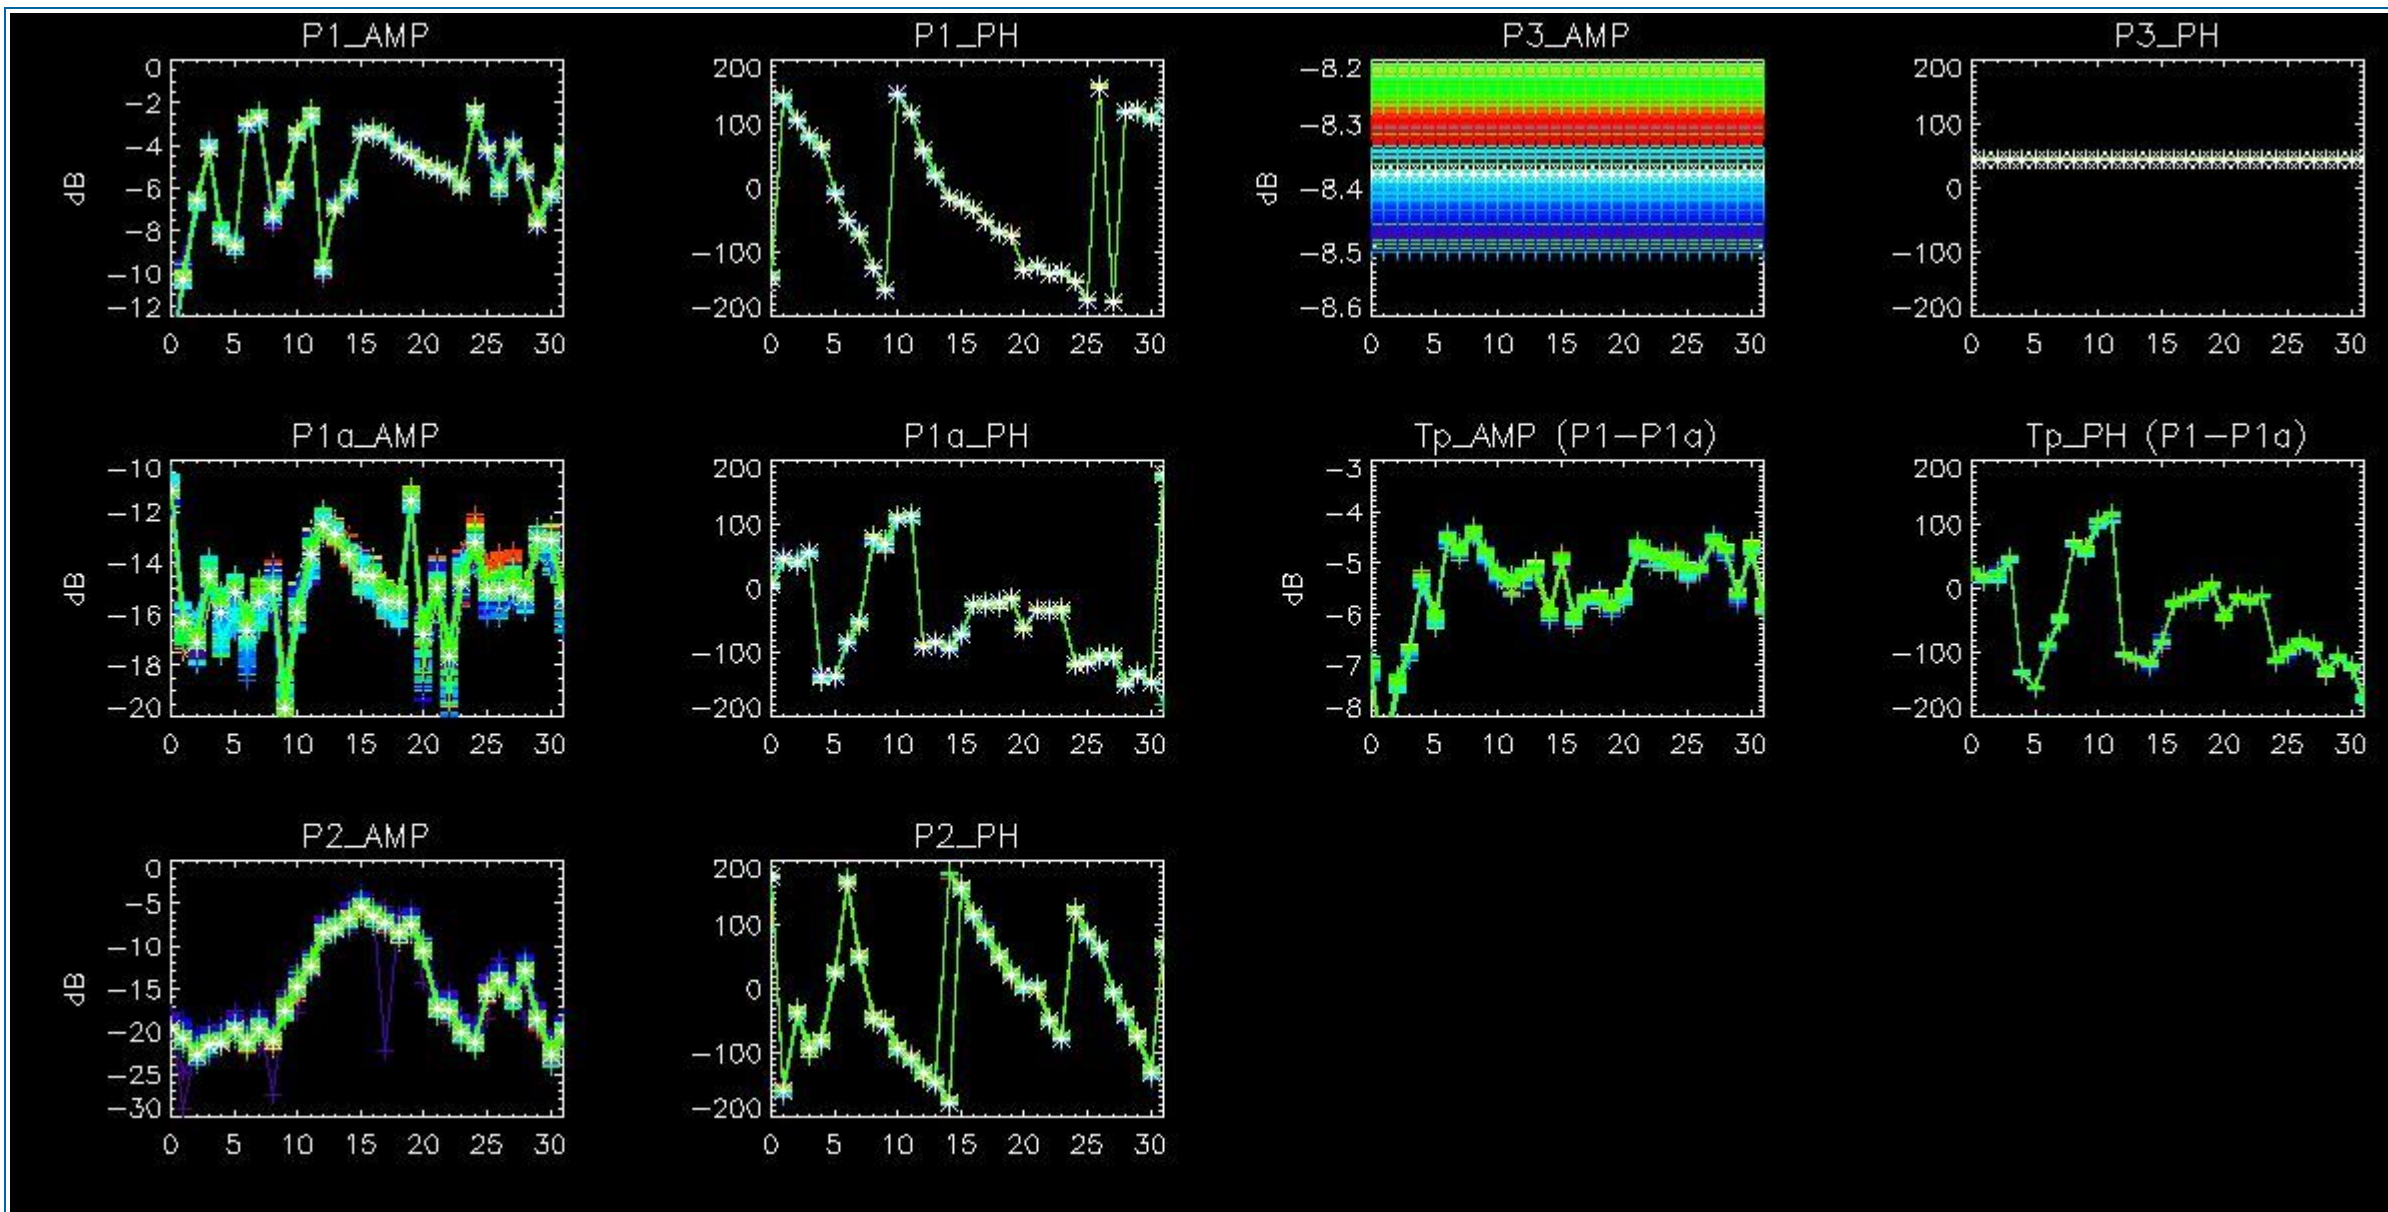 P1_AMP P1_PH P3_AMP P3_PH
0 200 -8.2 200
-2
-4 100 -8.3 100
dB -6 0 dB -8.4 0
-8
-10 -100 -8.5 -100
-12 -200 -8.6 -200
0 5 10 15 20 25 30 0 5 10 15 20 25 30 0 5 10 15 20 25 30 0 5 10 15 20 25 30
P1a_AMP P1a_PH Tp_AMP (P1-P1a) Tp_PH (P1-P1a)
-10 200 -3 200
-12 100 -4 100
dB -14 0 dB -5 0
-16 -6
-18 -100 -7 -100
-20 -200 -8 -200
0 5 10 15 20 25 30 0 5 10 15 20 25 30 0 5 10 15 20 25 30 0 5 10 15 20 25 30
P2_AMP P2_PH
0 200
-5 100
-10
dB -15 0
-20 -100
-25
-30 -200
0 5 10 15 20 25 30 0 5 10 15 20 25 30